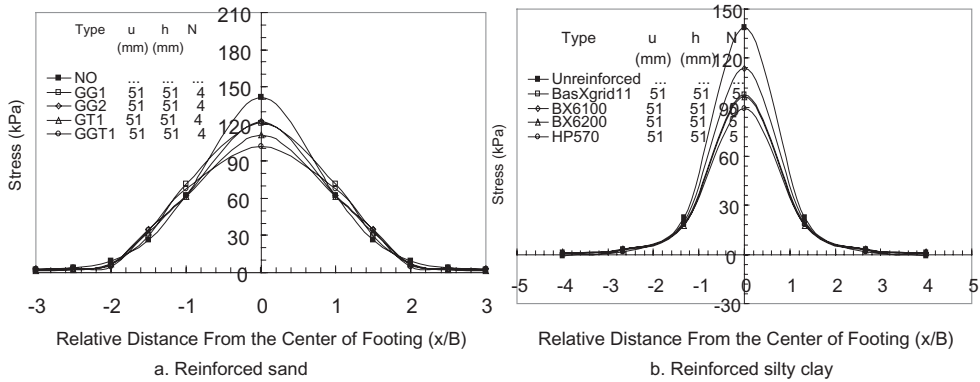 210
180
150
120
90
60
30
0
Stress (kPa)
Type u h N
(mm) (mm)
NO ... ... ...
GG1 51 51 4
GG2 51 51 4
GT1 51 51 4
GGT1 51 51 4
-3 -2 -1 0 1 2 3
Relative Distance From the Center of Footing (x/B)
a. Reinforced sand
150
120
90
60
30
0
-30
Stress (kPa)
Type u h N
(mm) (mm)
Unreinforced ... ... ...
BasXgrid11 51 51 5
BX6100 51 51 5
BX6200 51 51 5
HP570 51 51 5
-5 -4 -3 -2 -1 0 1 2 3 4 5
Relative Distance From the Center of Footing (x/B)
b. Reinforced silty clay